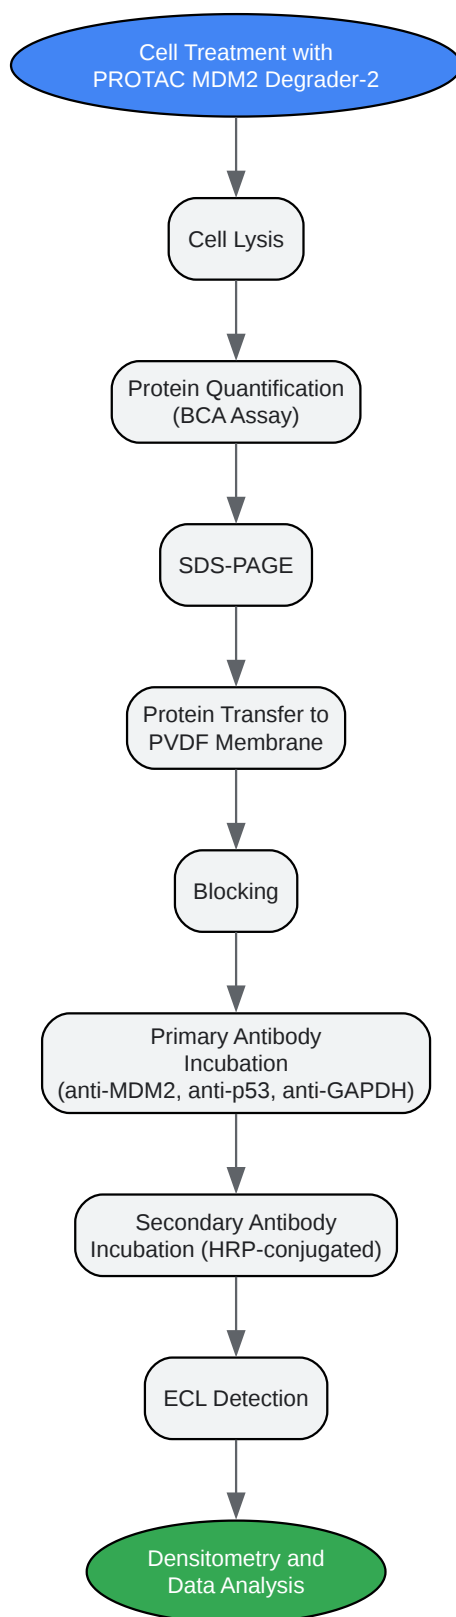 Cell Treatment with
PROTAC MDM2 Degrader-2
Cell Lysis
Protein Quantification
(BCA Assay)
SDS-PAGE
Protein Transfer to
PVDF Membrane
Blocking
Primary Antibody
Incubation
(anti-MDM2, anti-p53, anti-GAPDH)
Secondary Antibody
Incubation (HRP-conjugated)
ECL Detection
Densitometry and
Data Analysis